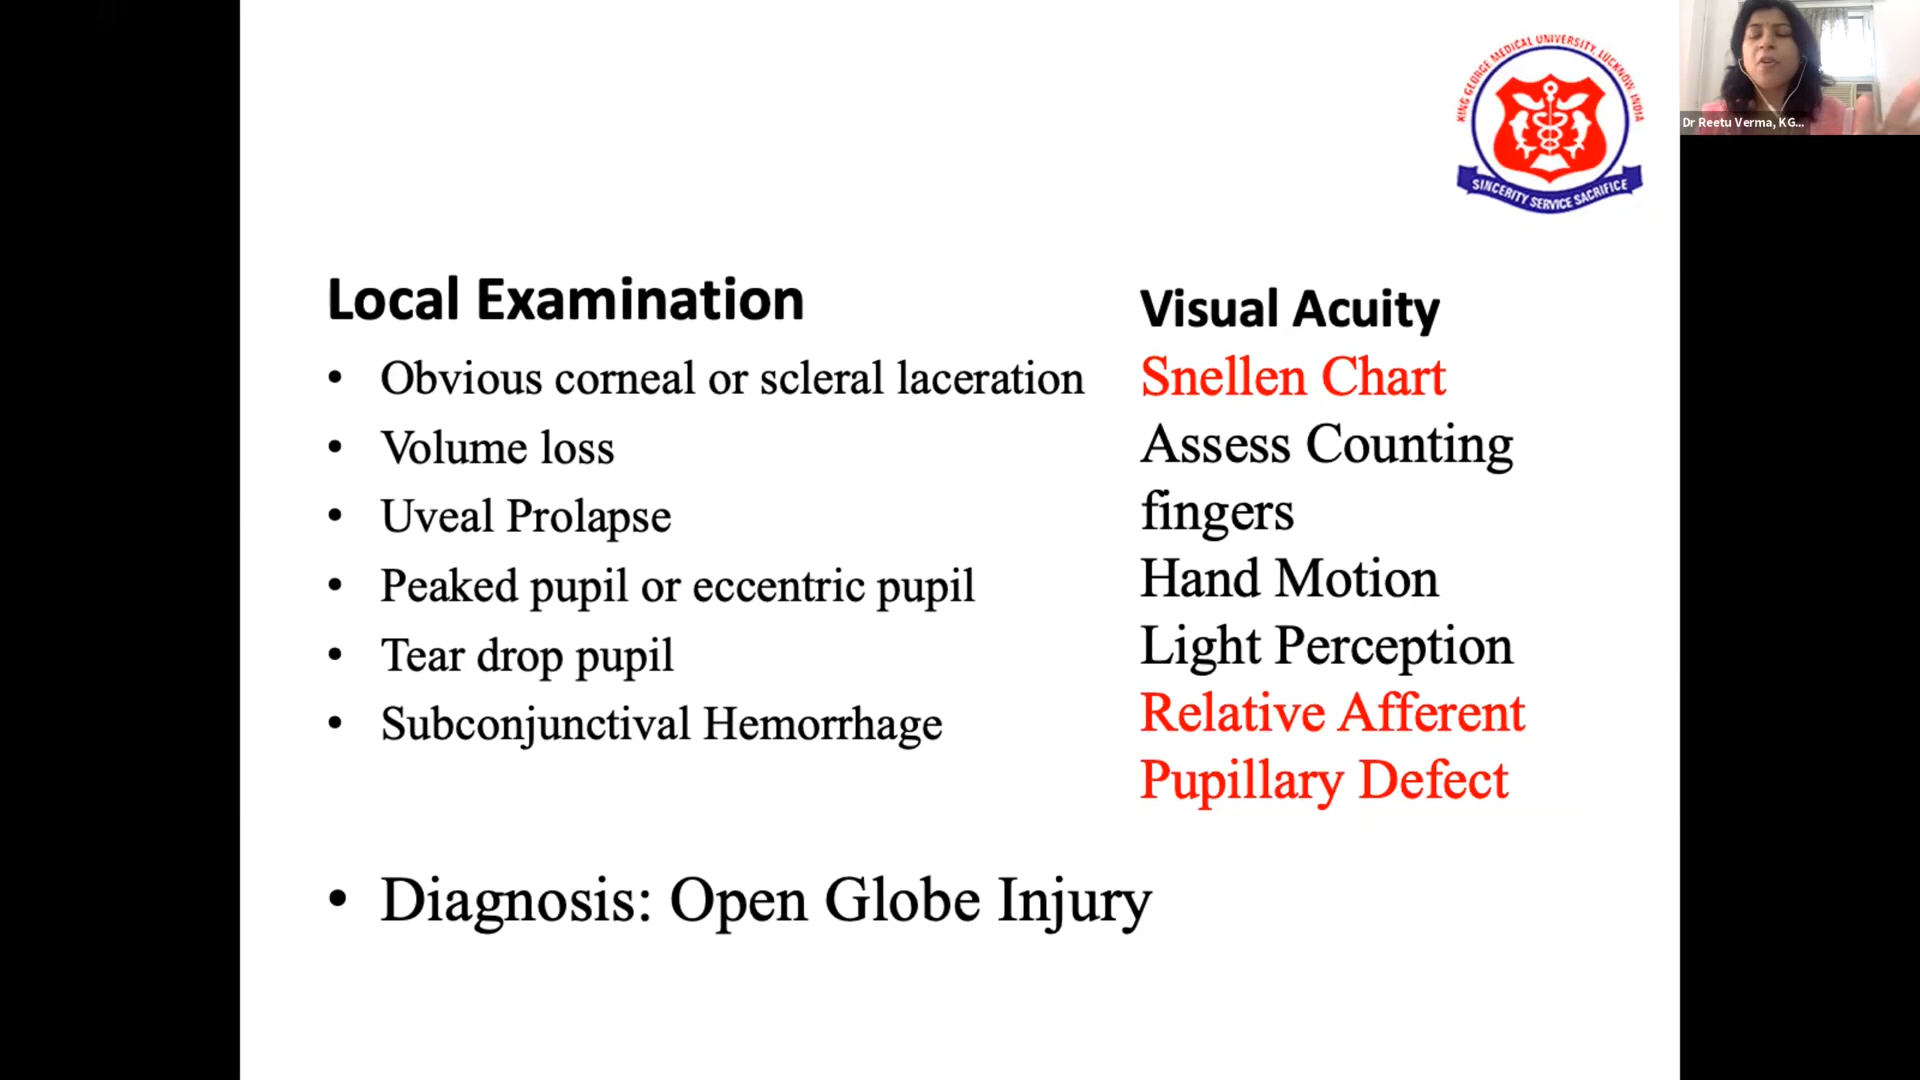 KING GEORGE MEDICAL UNIVERSITY, LUCKNOW, INDIA
SINCERITY SERVICE SACRIFICE
Dr Reetu Verma, KG...
Local Examination
• Obvious corneal or scleral laceration
• Volume loss
• Uveal Prolapse
• Peaked pupil or eccentric pupil
• Tear drop pupil
• Subconjunctival Hemorrhage
Visual Acuity
Snellen Chart
Assess Counting
fingers
Hand Motion
Light Perception
Relative Afferent
Pupillary Defect
• Diagnosis: Open Globe Injury